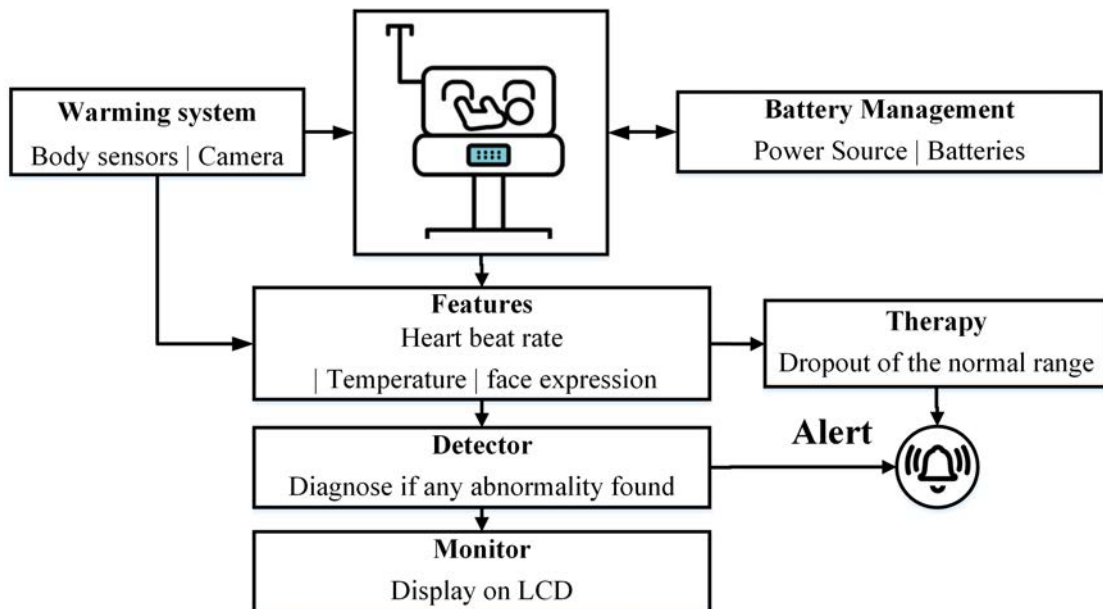 Warming system
Body sensors | Camera
Battery Management
Power Source | Batteries
Features
Heart beat rate
| Temperature | face expression
Therapy
Dropout of the normal range
Detector
Diagnose if any abnormality found
Alert
Monitor
Display on LCD